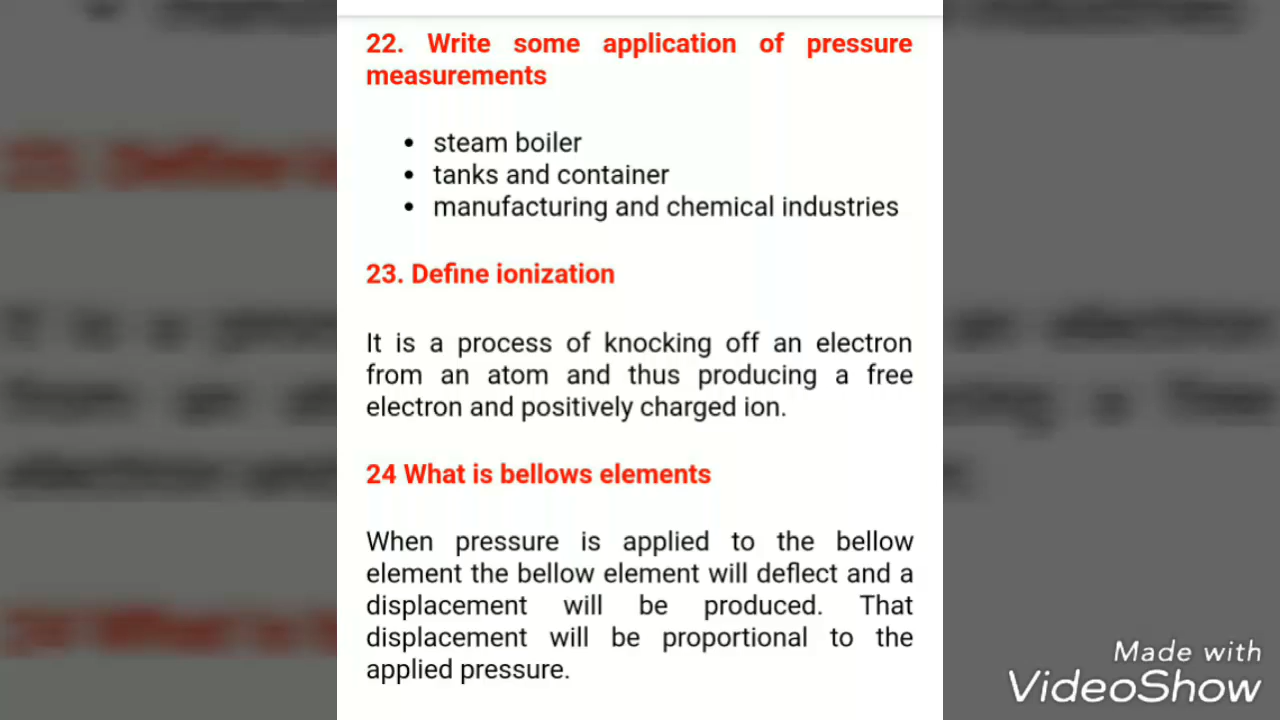 22. Write some application of pressure
measurements
• steam boiler
• tanks and container
• manufacturing and chemical industries
23. Define ionization
It is a process of knocking off an electron
from an atom and thus producing a free
electron and positively charged ion.
24 What is bellows elements
When pressure is applied to the bellow
element the bellow element will deflect and a
displacement will be produced. That
displacement will be proportional to the
applied pressure.
Made with
VideoShow